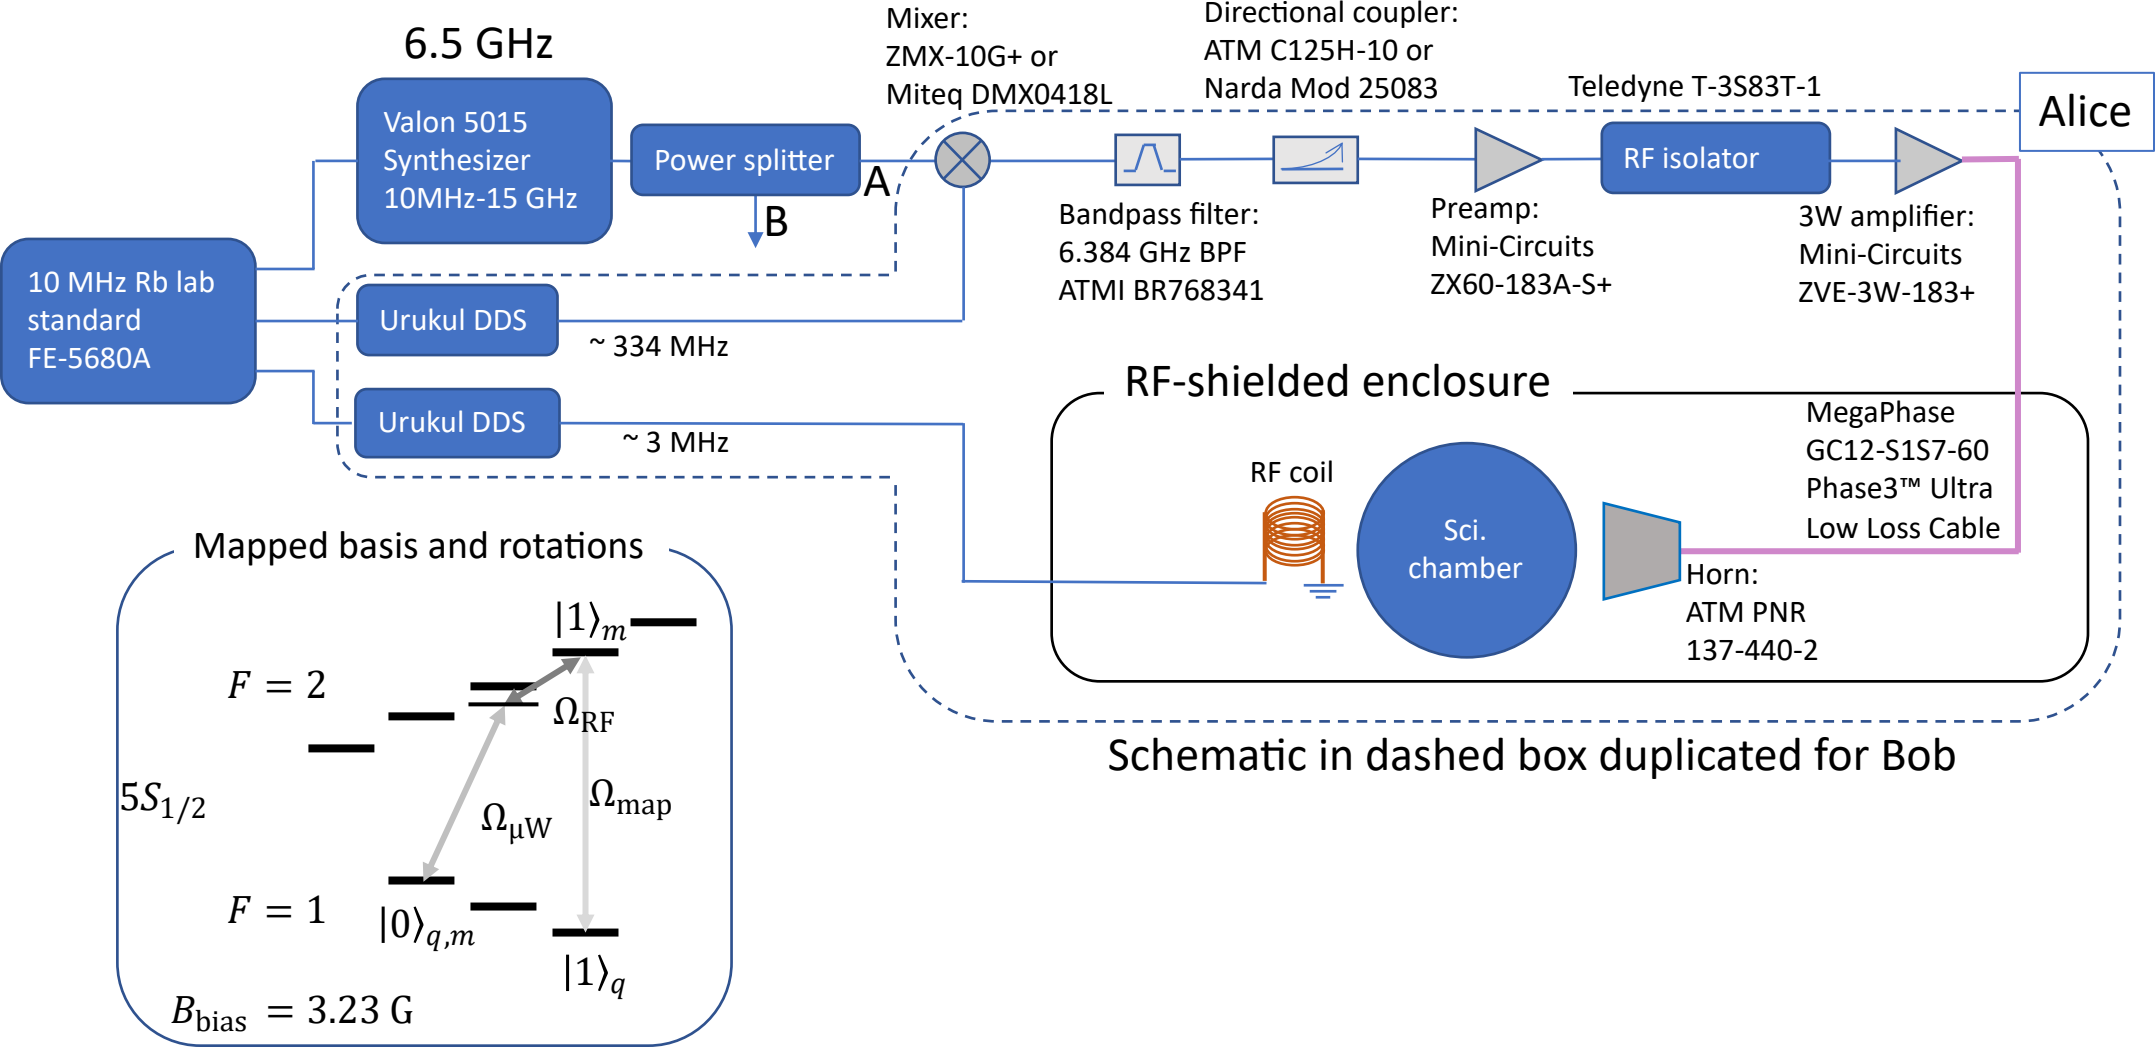 6.5 GHz
Valon 5015
Synthesizer
10MHz-15 GHz
Power splitter
A
B
Mixer:
ZMX-10G+ or
Miteq DMX0418L
Directional coupler:
ATM C125H-10 or
Narda Mod 25083
Teledyne T-3S83T-1
Alice
RF isolator
Bandpass filter:
6.384 GHz BPF
ATMI BR768341
Preamp:
Mini-Circuits
ZX60-183A-S+
3W amplifier:
Mini-Circuits
ZVE-3W-183+
10 MHz Rb lab
standard
FE-5680A
Urukul DDS
~ 334 MHz
Urukul DDS
~ 3 MHz
RF-shielded enclosure
MegaPhase
GC12-S1S7-60
Phase3™ Ultra
Low Loss Cable
RF coil
Sci.
chamber
Horn:
ATM PNR
137-440-2
Schematic in dashed box duplicated for Bob
Mapped basis and rotations
|1⟩m
F = 2
ΩRF
5S1/2
Ωmap
ΩμW
F = 1
|0⟩q,m
|1⟩q
Bbias = 3.23 G